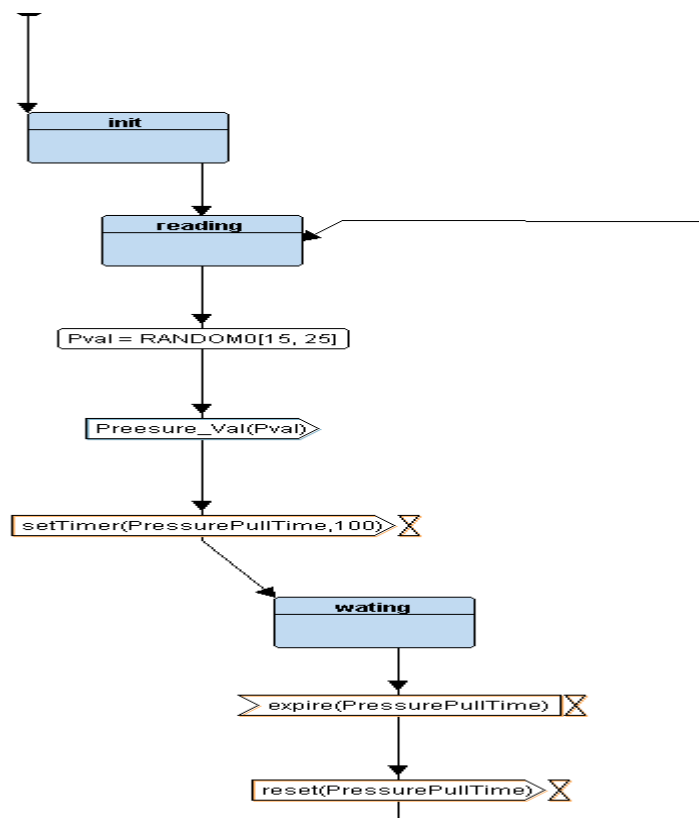 init
reading
Pval = RANDOM0[15, 25]
Preesure_Val(Pval)
setTimer(PressurePullTime,100)
wating
expire(PressurePullTime)
reset(PressurePullTime)